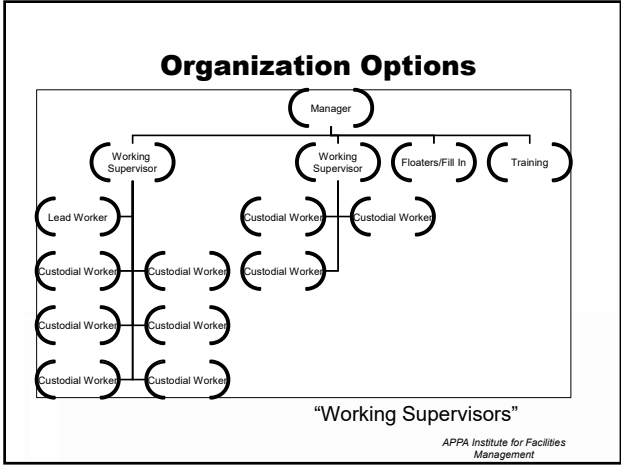 Organization Options
Manager
Working
Supervisor
Working
Supervisor
Floaters/Fill In
Training
Lead Worker
Custodial Worker
Custodial Worker
Custodial Worker
Custodial Worker
Custodial Worker
Custodial Worker
Custodial Worker
Custodial Worker
Custodial Worker
“Working Supervisors”
APPA Institute for Facilities
Management